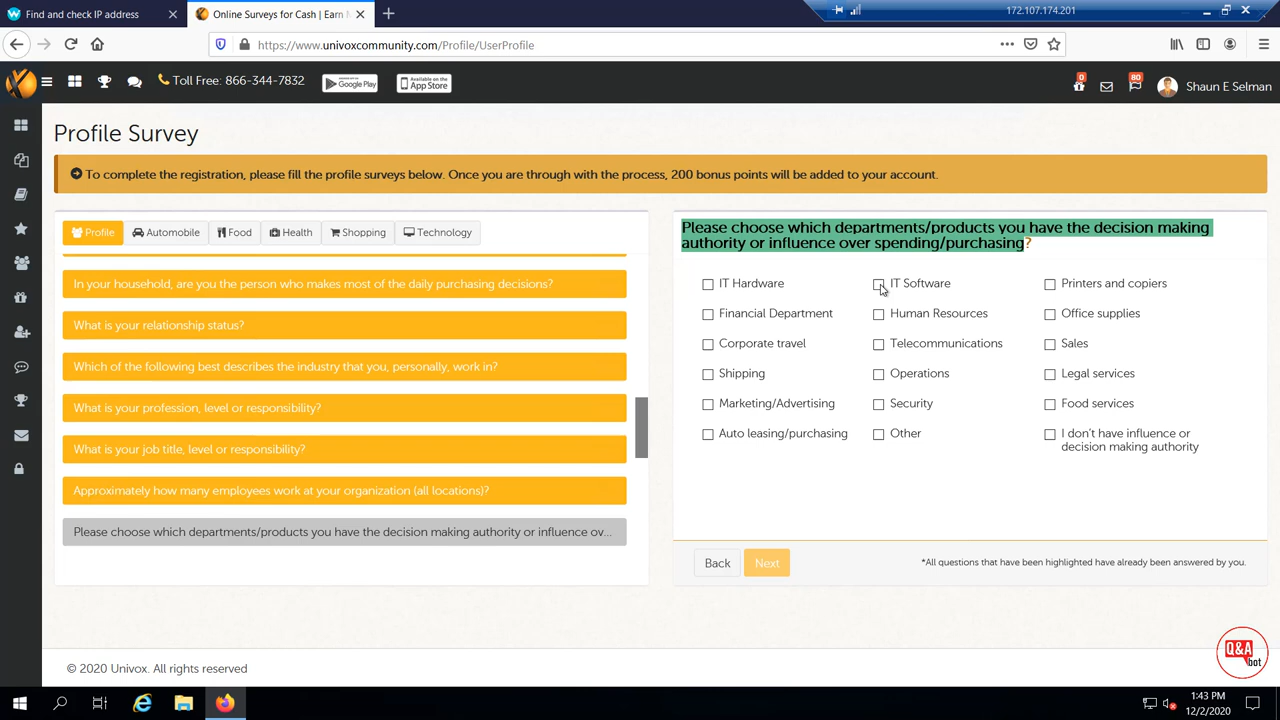 Find and check IP address
Online Surveys for Cash | Earn
172.107.174.201
https://www.univoxcommunity.com/Profile/UserProfile
Toll Free: 866-344-7832
Google Play
Available on the
App Store
0
80
Shaun E Selman
Profile Survey
To complete the registration, please fill the profile surveys below. Once you are through with the process, 200 bonus points will be added to your account.
Profile
Automobile
Food
Health
Shopping
Technology
In your household, are you the person who makes most of the daily purchasing decisions?
What is your relationship status?
Which of the following best describes the industry that you, personally, work in?
What is your profession, level or responsibility?
What is your job title, level or responsibility?
Approximately how many employees work at your organization (all locations)?
Please choose which departments/products you have the decision making authority or influence ov...
Please choose which departments/products you have the decision making
authority or influence over spending/purchasing?
IT Hardware
IT Software
Printers and copiers
Financial Department
Human Resources
Office supplies
Corporate travel
Telecommunications
Sales
Shipping
Operations
Legal services
Marketing/Advertising
Security
Food services
Auto leasing/purchasing
Other
I don't have influence or
decision making authority
Back
Next
*All questions that have been highlighted have already been answered by you.
© 2020 Univox. All rights reserved
Q&A
bot
1:43 PM
12/2/2020